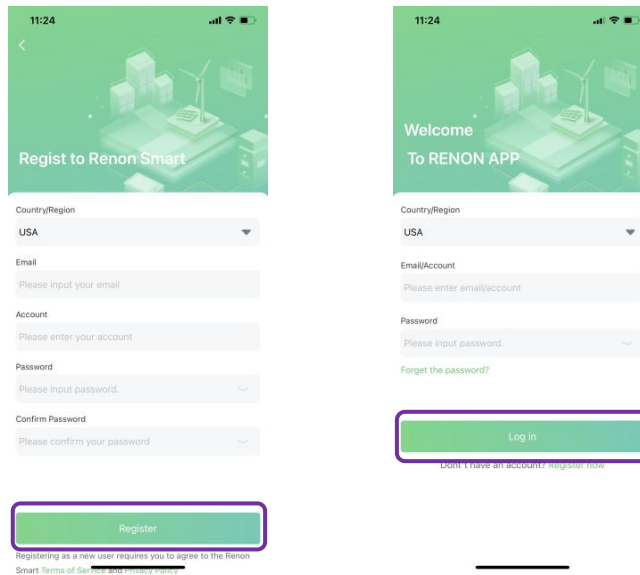 11:24
Regist to Renon Smart
Country/Region
USA
Email
Please input your email
Account
Please enter your account
Password
Please input password.
Confirm Password
Please confirm your password
Register
Registering as a new user requires you to agree to the Renon
Smart Terms of Service and Privacy Policy
11:24
Welcome
To RENON APP
Country/Region
USA
Email/Account
Please enter email/account
Password
Please input password.
Forget the password?
Log in
Dont't have an account? Register now